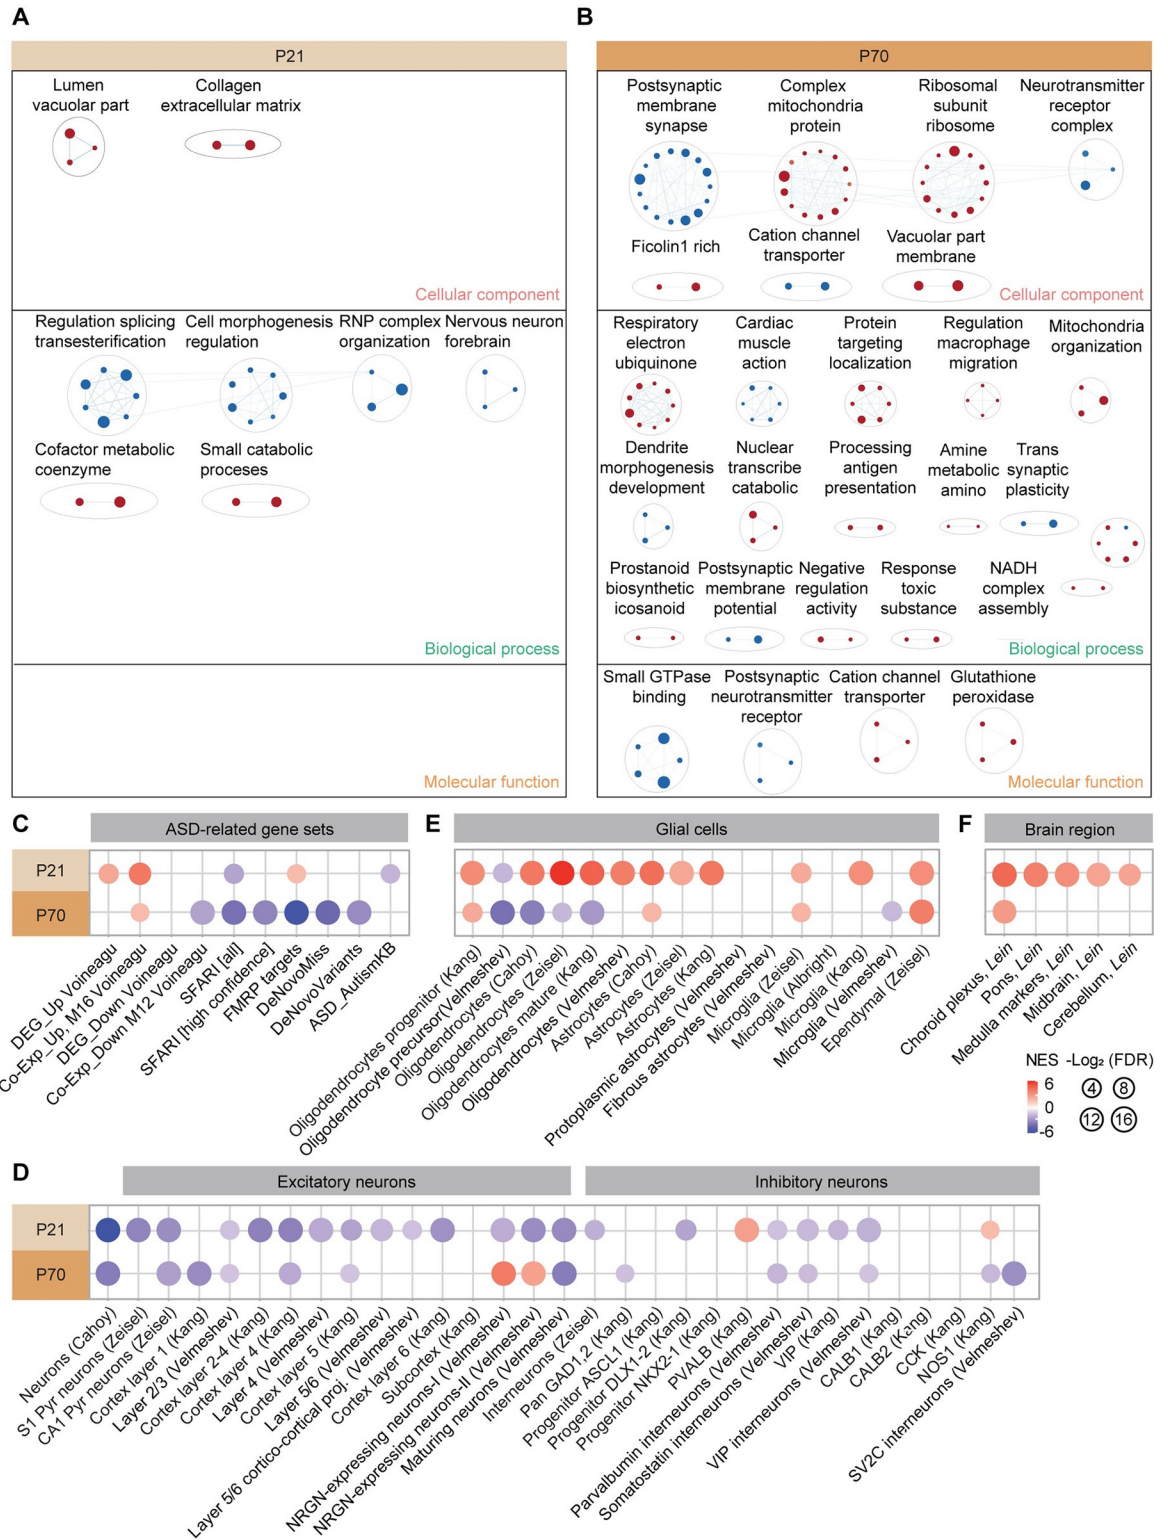 A
B
P21
P70
Lumen
vacuolar part
Collagen
extracellular matrix
Cellular component
Regulation splicing
transesterification
Cell morphogenesis
regulation
RNP complex
organization
Nervous neuron
forebrain
Cofactor metabolic
coenzyme
Small catabolic
proceses
Biological process
Molecular function
Postsynaptic
membrane
synapse
Complex
mitochondria
protein
Ribosomal
subunit
ribosome
Neurotransmitter
receptor
complex
Ficolin1 rich
Cation channel
transporter
Vacuolar part
membrane
Cellular component
Respiratory
electron
ubiquinone
Cardiac
muscle
action
Protein
targeting
localization
Regulation
macrophage
migration
Mitochondria
organization
Dendrite
morphogenesis
development
Nuclear
transcribe
catabolic
Processing
antigen
presentation
Amine
metabolic
amino
Trans
synaptic
plasticity
Prostanoid
biosynthetic
icosanoid
Postsynaptic
membrane
potential
Negative
regulation
activity
Response
toxic
substance
NADH
complex
assembly
Biological process
Small GTPase
binding
Postsynaptic
neurotransmitter
receptor
Cation channel
transporter
Glutathione
peroxidase
Molecular function
C
ASD-related gene sets
P21
P70
DEG_Up Voineagu
Co-Exp_Up, M16 Voineagu
DEG_Down Voineagu
Co-Exp_Down M12 Voineagu
SFARI [all]
SFARI [high confidence]
FMRP targets
DeNovoMiss
DeNovoVariants
ASD_AutismKB
E
Glial cells
Oligodendrocytes progenitor (Kang)
Oligodendrocyte precursor(Velmeshev)
Oligodendrocytes (Cahoy)
Oligodendrocytes (Zeisel)
Oligodendrocytes mature (Kang)
Oligodendrocytes (Velmeshev)
Astrocytes (Cahoy)
Astrocytes (Zeisel)
Astrocytes (Kang)
Protoplasmic astrocytes (Velmeshev)
Fibrous astrocytes (Velmeshev)
Microglia (Zeisel)
Microglia (Albright)
Microglia (Kang)
Microglia (Velmeshev)
Ependymal (Zeisel)
F
Brain region
Choroid plexus, Lein
Pons, Lein
Medulla markers, Lein
Midbrain, Lein
Cerebellum, Lein
NES
6
0
-6
-Log₂ (FDR)
4
8
12
16
D
Excitatory neurons
Inhibitory neurons
P21
P70
Neurons (Cahoy)
S1 Pyr neurons (Zeisel)
CA1 Pyr neurons (Zeisel)
Cortex layer 1 (Kang)
Layer 2/3 (Velmeshev)
Cortex layer 2-4 (Kang)
Cortex layer 4 (Kang)
Layer 4 (Velmeshev)
Cortex layer 5 (Kang)
Layer 5/6 (Velmeshev)
Layer 5/6 cortico-cortical proj. (Velmeshev)
Cortex layer 6 (Kang)
Subcortex (Kang)
NRGN-expressing neurons-I (Velmeshev)
NRGN-expressing neurons-II (Velmeshev)
Maturing neurons (Velmeshev)
Interneurons (Zeisel)
Pan GAD1,2 (Kang)
Progenitor ASCL1 (Kang)
Progenitor DLX1-2 (Kang)
Progenitor NKX2-1 (Kang)
PVALB (Kang)
Parvalbumin interneurons (Velmeshev)
Somatostatin interneurons (Velmeshev)
VIP (Kang)
VIP interneurons (Velmeshev)
CALB1 (Kang)
CALB2 (Kang)
CCK (Kang)
NOS1 (Kang)
SV2C interneurons (Velmeshev)